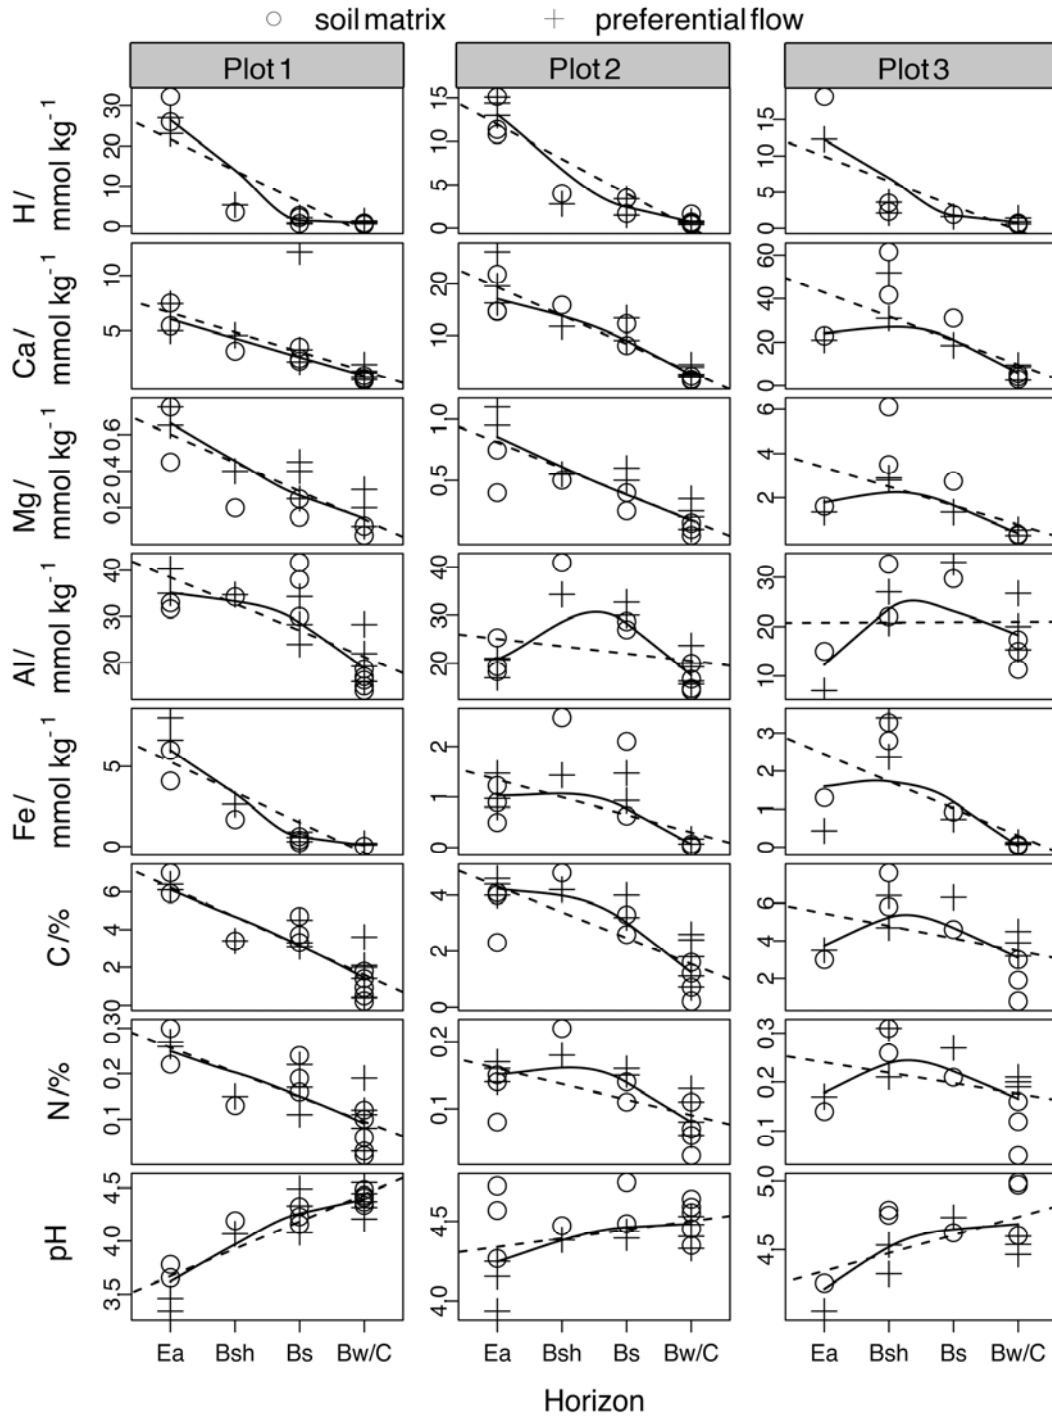 ○ soil matrix + preferential flow
Plot 1 Plot 2 Plot 3
H/
mmol kg⁻¹
0 10 20 30
0 5 10 15
0 5 10 15
Ca/
mmol kg⁻¹
5 10
10 20
0 20 40 60
Mg/
mmol kg⁻¹
0.2 0.4 0.6
0.5 1.0
2 4 6
Al/
mmol kg⁻¹
20 30 40
20 30 40
10 20 30
Fe/
mmol kg⁻¹
0 5
0 1 2
0 1 2 3
C/%
0 2 4 6
0 2 4
2 4 6
N/%
0.1 0.2 0.3
0.1 0.2
0 0.1 0.2 0.3
pH
3.5 4.0 4.5
4.0 4.5
4.5 5.0
Ea Bsh Bs Bw/C Ea Bsh Bs Bw/C Ea Bsh Bs Bw/C
Horizon